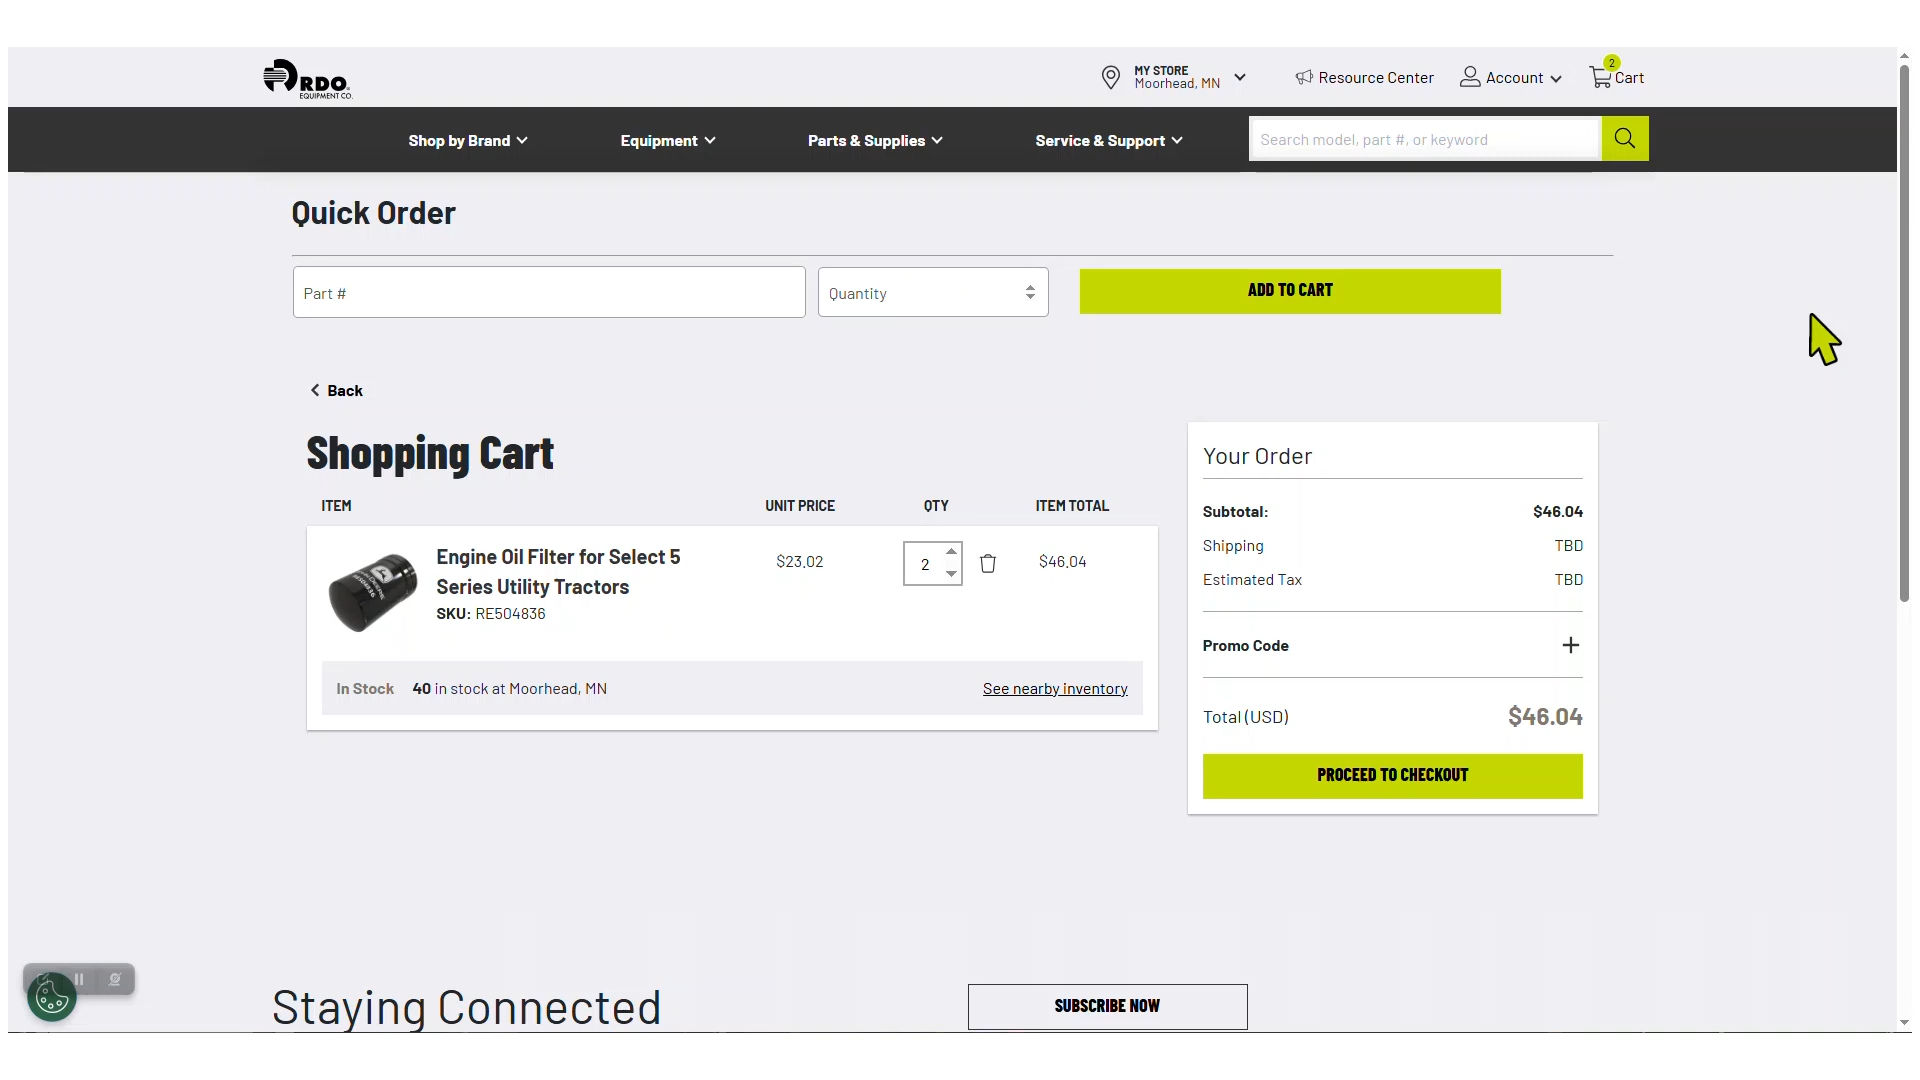 RDO
EQUIPMENT CO.
MY STORE
Moorhead, MN
Resource Center
Account
2
Cart
Shop by Brand
Equipment
Parts & Supplies
Service & Support
Search model, part #, or keyword
Quick Order
Part #
Quantity
ADD TO CART
Back
Shopping Cart
ITEM UNIT PRICE QTY ITEM TOTAL
Engine Oil Filter for Select 5
Series Utility Tractors
SKU: RE504836
$23.02
2
$46.04
In Stock 40 in stock at Moorhead, MN
See nearby inventory
Your Order
Subtotal: $46.04
Shipping TBD
Estimated Tax TBD
Promo Code
Total (USD) $46.04
PROCEED TO CHECKOUT
Staying Connected
SUBSCRIBE NOW